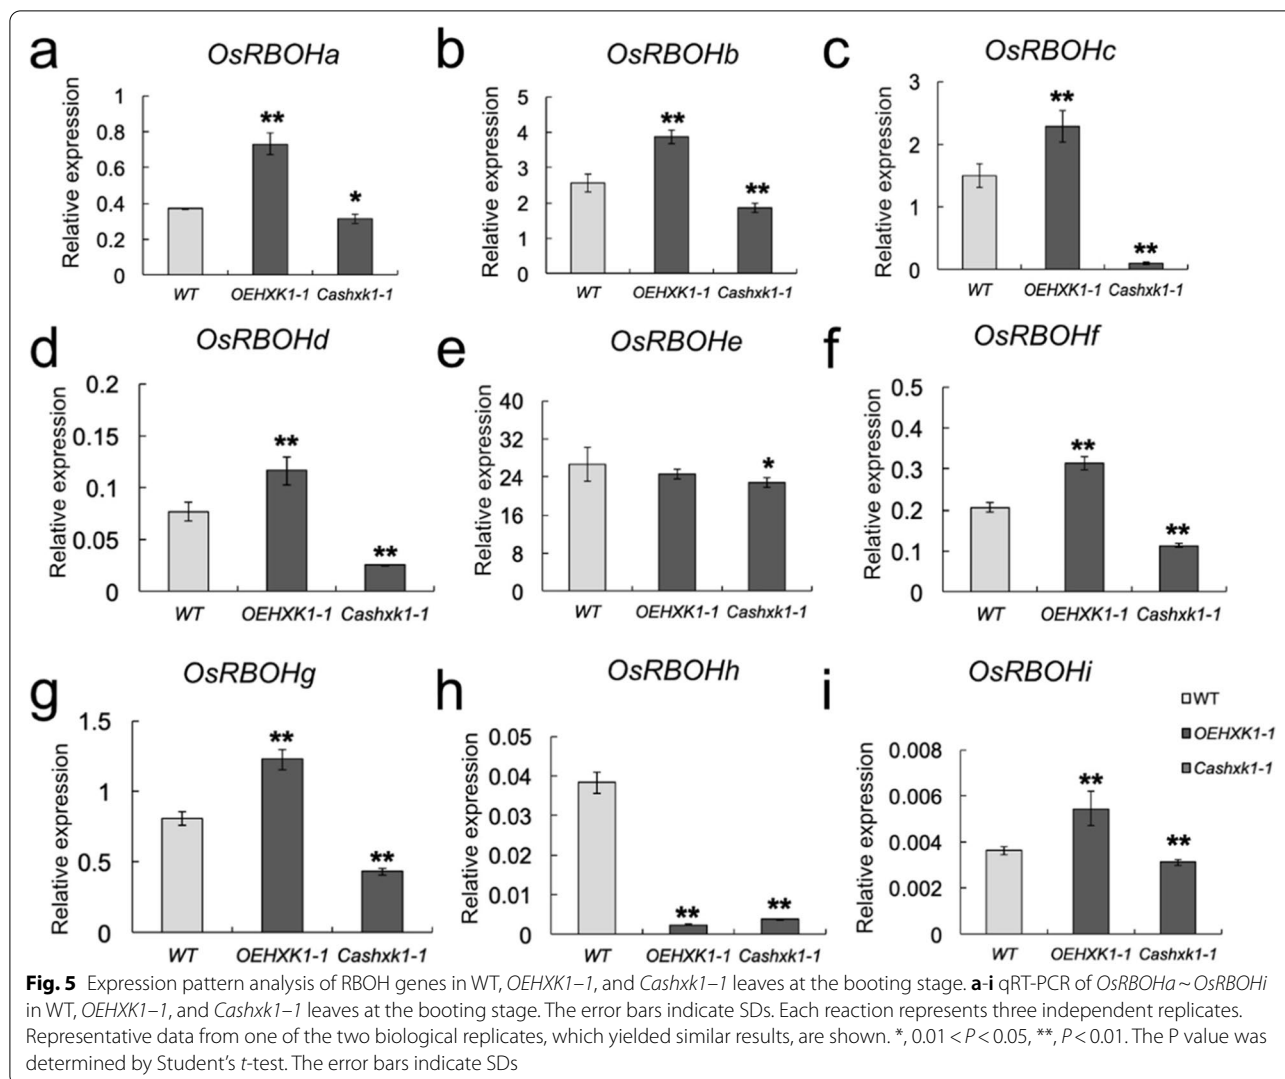 a
OsRBOHa
Relative expression
1
0.8
0.6
0.4
0.2
0
**
*
WT OEHXK1-1 Cashxk1-1
b
OsRBOHb
Relative expression
5
4
3
2
1
0
**
**
WT OEHXK1-1 Cashxk1-1
c
OsRBOHc
Relative expression
3
2
1
0
**
**
WT OEHXK1-1 Cashxk1-1
d
OsRBOHd
Relative expression
0.2
0.15
0.1
0.05
0
**
**
WT OEHXK1-1 Cashxk1-1
e
OsRBOHe
Relative expression
40
32
24
16
8
0
*
WT OEHXK1-1 Cashxk1-1
f
OsRBOHf
Relative expression
0.5
0.4
0.3
0.2
0.1
0
**
**
WT OEHXK1-1 Cashxk1-1
g
OsRBOHg
Relative expression
1.5
1
0.5
0
**
**
WT OEHXK1-1 Cashxk1-1
h
OsRBOHh
Relative expression
0.05
0.04
0.03
0.02
0.01
0
**
**
WT OEHXK1-1 Cashxk1-1
i
OsRBOHi
Relative expression
0.008
0.006
0.004
0.002
0
**
**
WT OEHXK1-1 Cashxk1-1
WT
OEHXK1-1
Cashxk1-1
Fig. 5 Expression pattern analysis of RBOH genes in WT, OEHXK1–1, and Cashxk1–1 leaves at the booting stage. a-i qRT-PCR of OsRBOHa ~ OsRBOHi
in WT, OEHXK1–1, and Cashxk1–1 leaves at the booting stage. The error bars indicate SDs. Each reaction represents three independent replicates.
Representative data from one of the two biological replicates, which yielded similar results, are shown. *, 0.01 < P < 0.05, **, P < 0.01. The P value was
determined by Student's t-test. The error bars indicate SDs